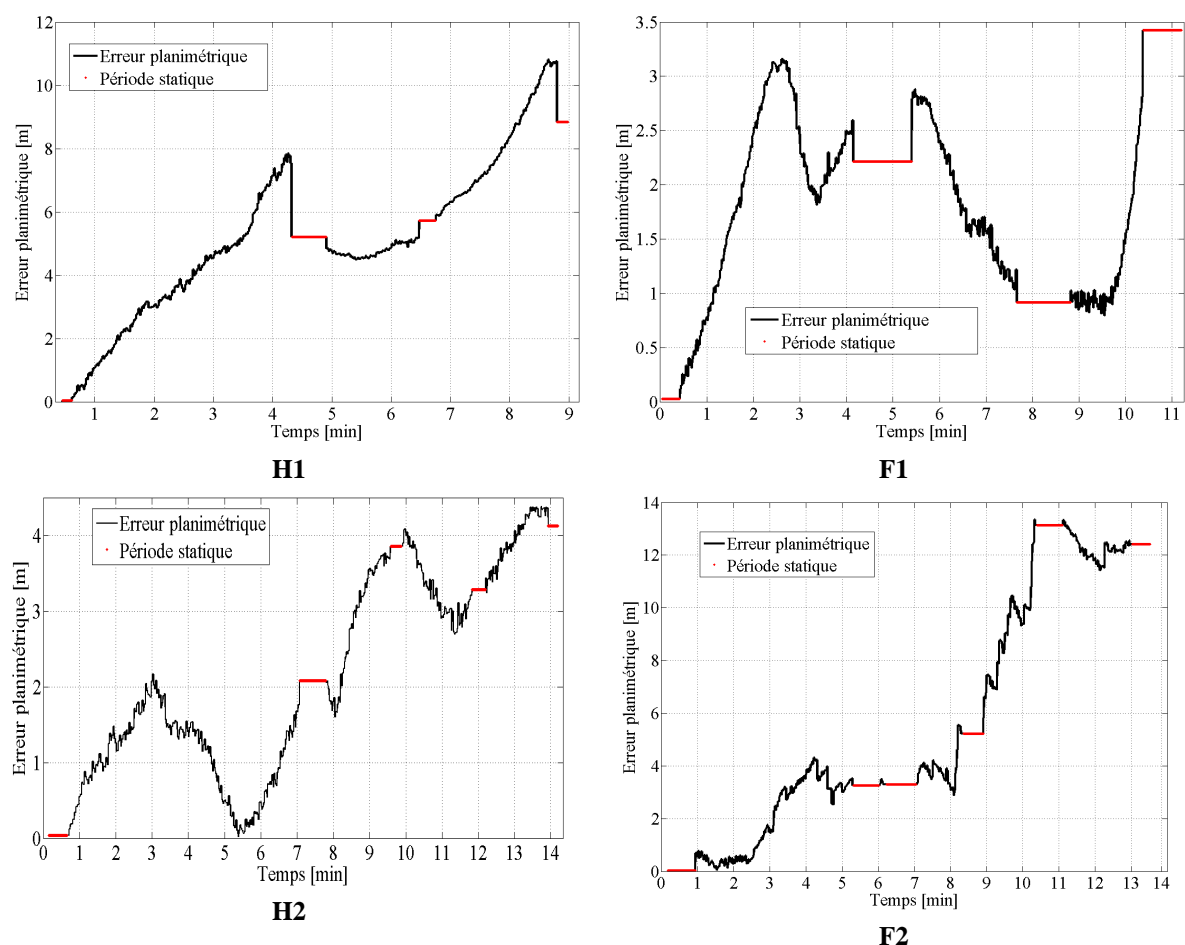 12
10
8
6
4
2
0
Erreur planimétrique [m]
Erreur planimétrique
Période statique
1 2 3 4 5 6 7 8 9
Temps [min]
H1
3.5
3
2.5
2
1.5
1
0.5
0
Erreur planimétrique [m]
Erreur planimétrique
Période statique
0 1 2 3 4 5 6 7 8 9 10 11
Temps [min]
F1
4
3
2
1
0
Erreur planimétrique [m]
Erreur planimétrique
Période statique
0 1 2 3 4 5 6 7 8 9 10 11 12 13 14
Temps [min]
H2
14
12
10
8
6
4
2
0
Erreur planimétrique [m]
Erreur planimétrique
Période statique
0 1 2 3 4 5 6 7 8 9 10 11 12 13 14
Temps [min]
F2